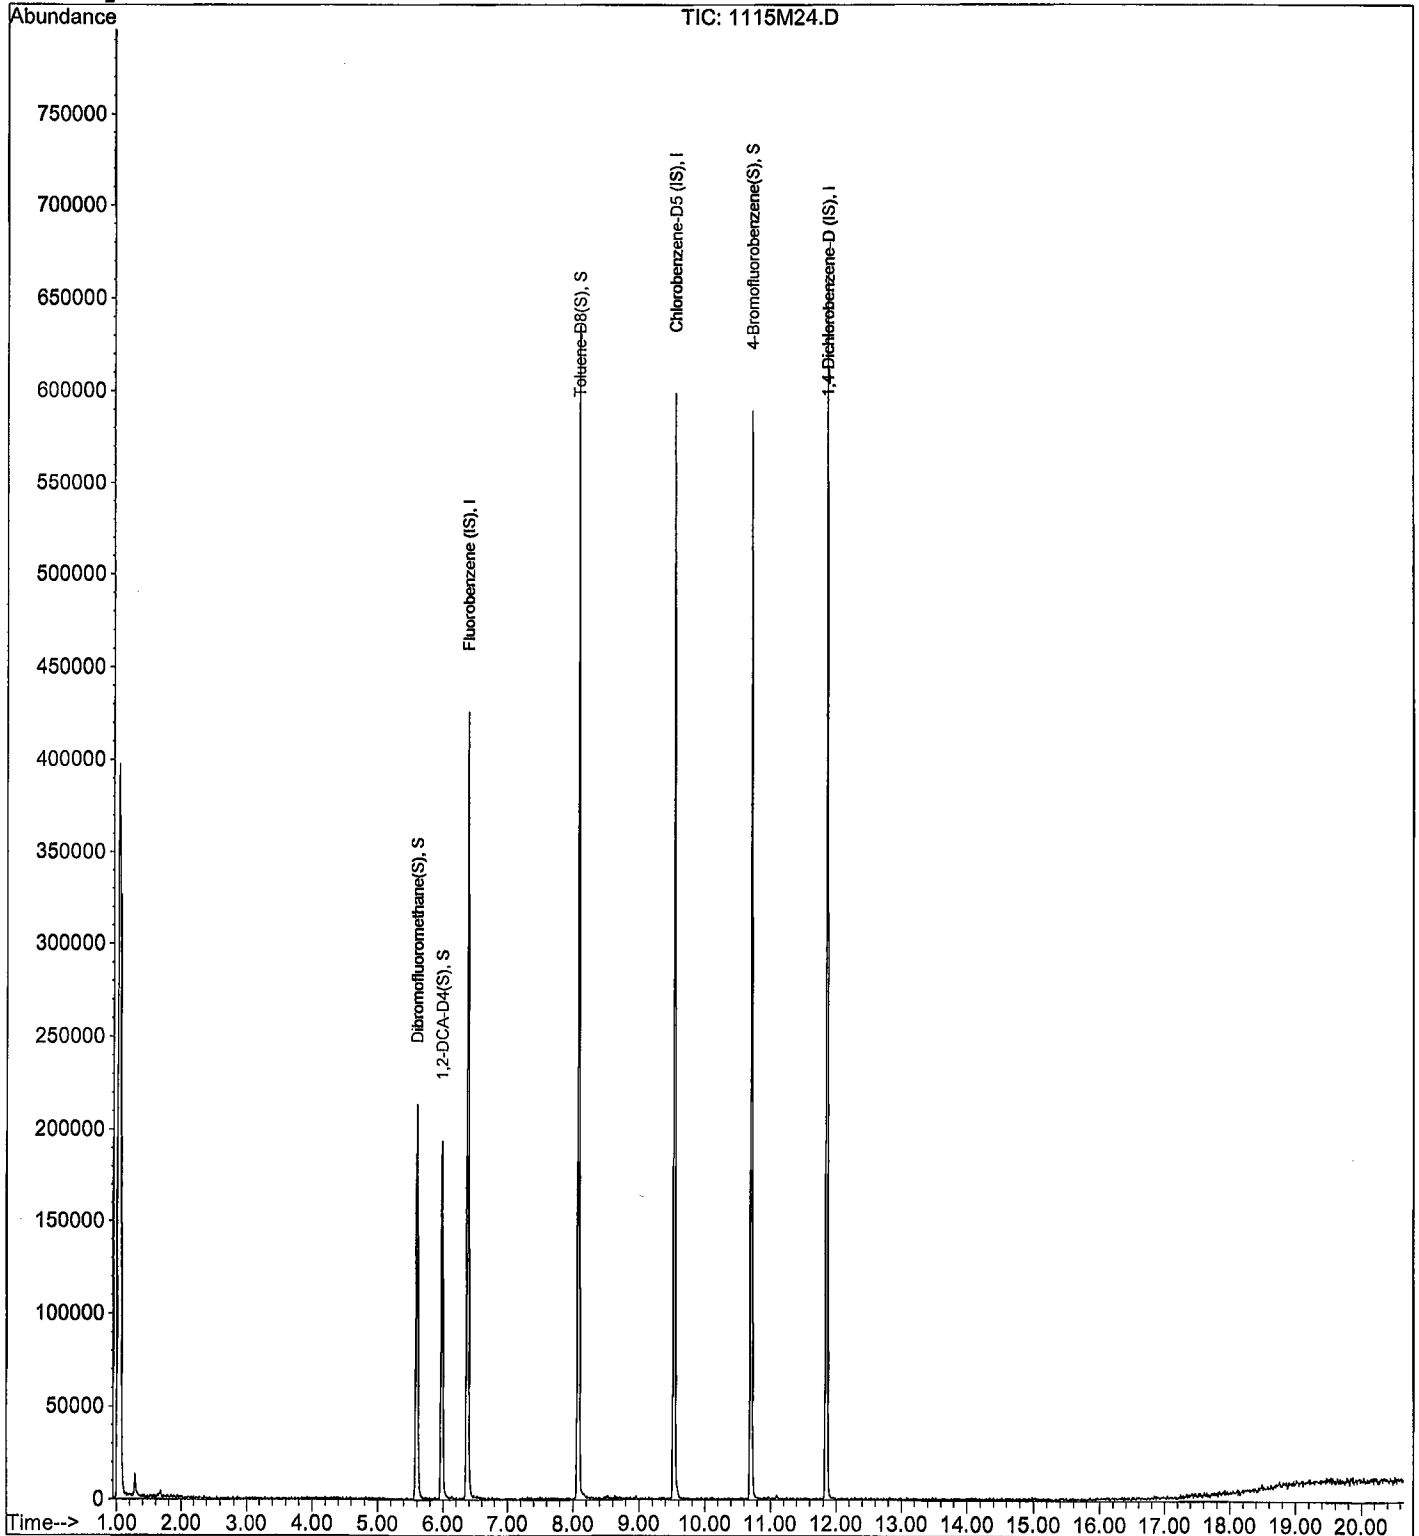 Abundance
TIC: 1115M24.D
750000
700000
650000
600000
550000
500000
450000
400000
350000
300000
250000
200000
150000
100000
50000
0
Dibromofluoromethane(S), S
1,2-DCA-D4(S), S
Fluorobenzene (IS), I
Toluene-D8(S), S
Chlorobenzene-D5 (IS), I
4-Bromofluorobenzene(S), S
1,4-Dichlorobenzene-D (IS), I
Time--> 1.00 2.00 3.00 4.00 5.00 6.00 7.00 8.00 9.00 10.00 11.00 12.00 13.00 14.00 15.00 16.00 17.00 18.00 19.00 20.00